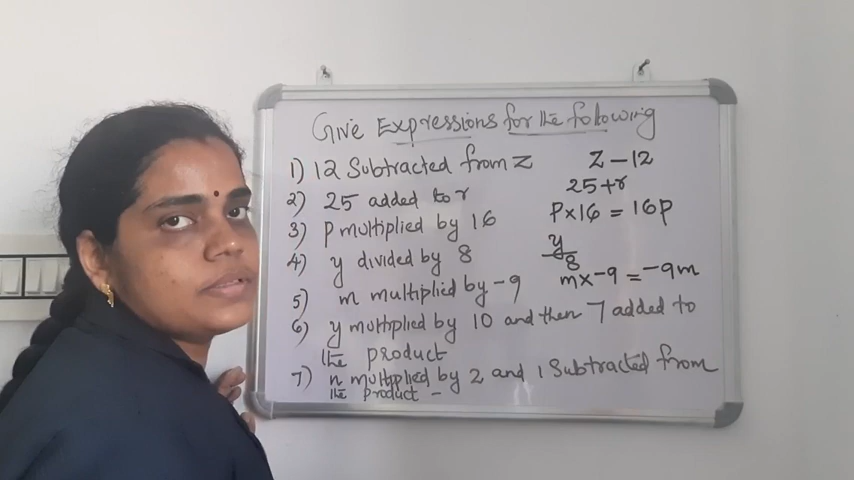 Give Expressions for the following
1) 12 Subtracted from Z Z - 12
2) 25 added to r 25 + r
3) p multiplied by 16 P x 16 = 16p
4) y divided by 8 y/8
5) m multiplied by -9 m x -9 = -9m
6) y multiplied by 10 and then 7 added to
the product
7) n multiplied by 2 and 1 Subtracted from
the product -